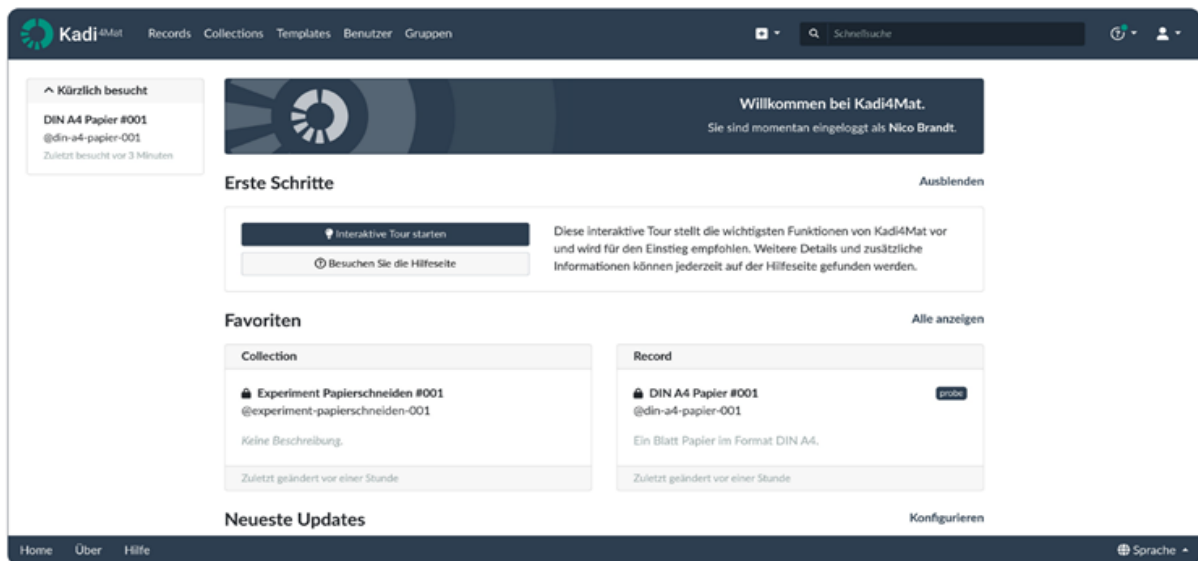 Kadi4Mat Records Collections Templates Benutzer Gruppen Schnellsuche
Kürzlich besucht
DIN A4 Papier #001
@din-a4-papier-001
Zuletzt besucht vor 3 Minuten
Willkommen bei Kadi4Mat.
Sie sind momentan eingeloggt als Nico Brandt.
Erste Schritte
Ausblenden
Interaktive Tour starten
Besuchen Sie die Hilfeseite
Diese interaktive Tour stellt die wichtigsten Funktionen von Kadi4Mat vor
und wird für den Einstieg empfohlen. Weitere Details und zusätzliche
Informationen können jederzeit auf der Hilfeseite gefunden werden.
Favoriten
Alle anzeigen
Collection
Experiment Papierschneiden #001
@experiment-papierschneiden-001
Keine Beschreibung.
Zuletzt geändert vor einer Stunde
Record
DIN A4 Papier #001
probe
@din-a4-papier-001
Ein Blatt Papier im Format DIN A4.
Zuletzt geändert vor einer Stunde
Neueste Updates
Konfigurieren
Home Über Hilfe
Sprache